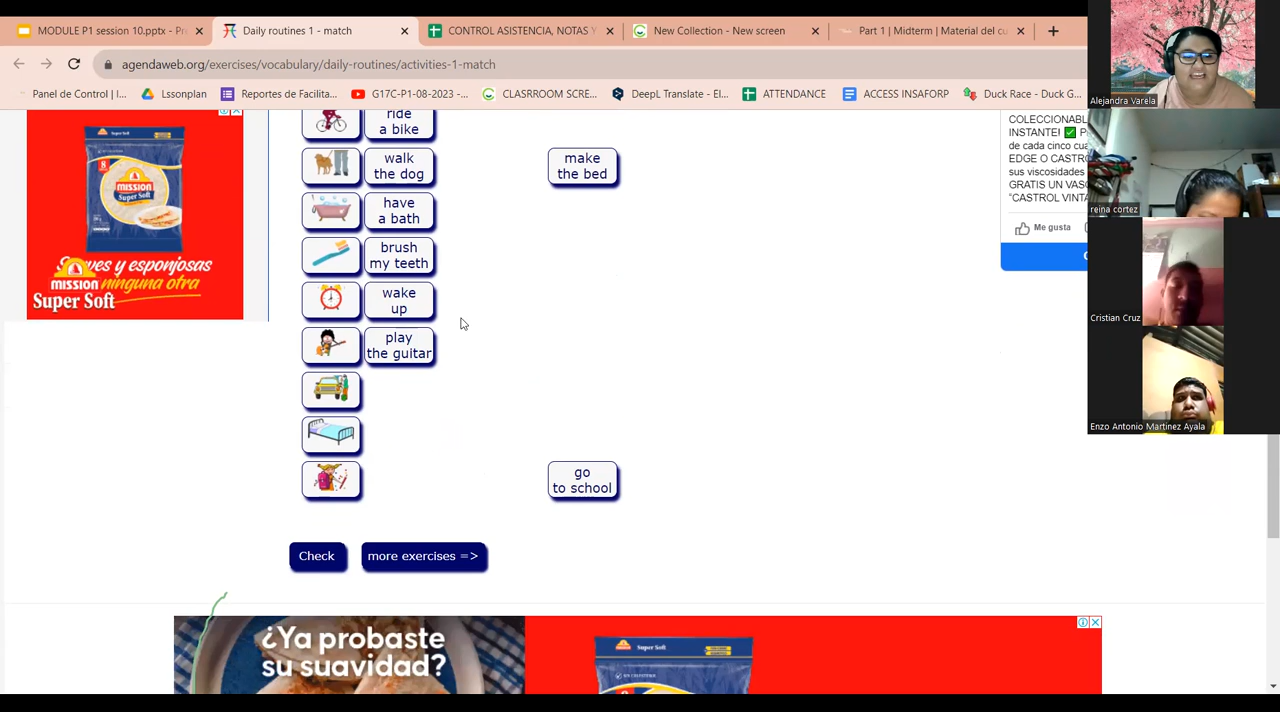 MODULE P1 session 10.pptx - Pre
Daily routines 1 - match
CONTROL ASISTENCIA, NOTAS Y
New Collection - New screen
Part 1 | Midterm | Material del cu
agendaweb.org/exercises/vocabulary/daily-routines/activities-1-match
Panel de Control | I...
Lssonplan
Reportes de Facilita...
G17C-P1-D8-2023 -...
CLASRROOM SCRE...
DeepL Translate - El...
ATTENDANCE
ACCESS INSAFORP
Duck Race - Duck G...
Alejandra Varela
reina cortez
Cristian Cruz
Enzo Antonio Martinez Ayala
MISSION
Super Soft
MISSION
Super Soft
y esponjosas
ninguna otra
ride
a bike
walk
the dog
have
a bath
brush
my teeth
wake
up
play
the guitar
make
the bed
go
to school
Check
more exercises =>
COLECCIONABL
INSTANTE! ✅ P
de cada cinco cua
EDGE O CASTRO
sus viscosidades
GRATIS UN VASO
"CASTROL VINTA
Me gusta
¿Ya probaste
su suavidad?
Super Soft